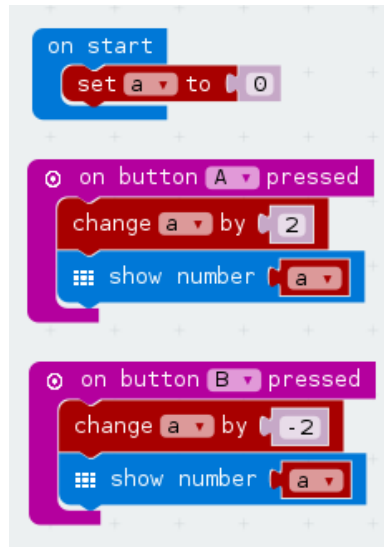 on start
set a to 0
on button A pressed
change a by 2
show number a
on button B pressed
change a by -2
show number a